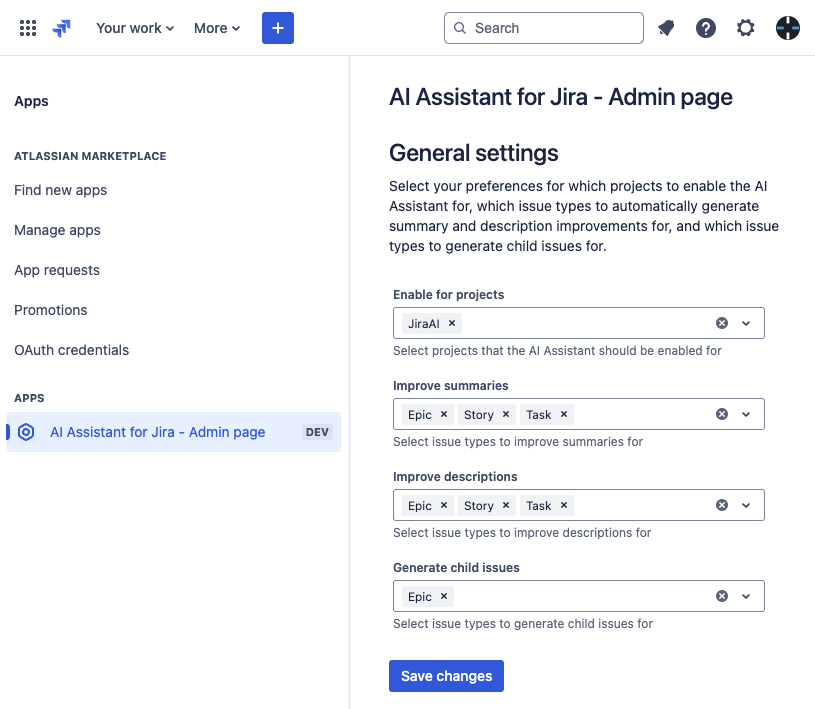 Your work
More
Search
Apps
ATLASSIAN MARKETPLACE
Find new apps
Manage apps
App requests
Promotions
OAuth credentials
APPS
AI Assistant for Jira - Admin page DEV
AI Assistant for Jira - Admin page
General settings
Select your preferences for which projects to enable the AI
Assistant for, which issue types to automatically generate
summary and description improvements for, and which issue
types to generate child issues for.
Enable for projects
JiraAI
Select projects that the AI Assistant should be enabled for
Improve summaries
Epic Story Task
Select issue types to improve summaries for
Improve descriptions
Epic Story Task
Select issue types to improve descriptions for
Generate child issues
Epic
Select issue types to generate child issues for
Save changes